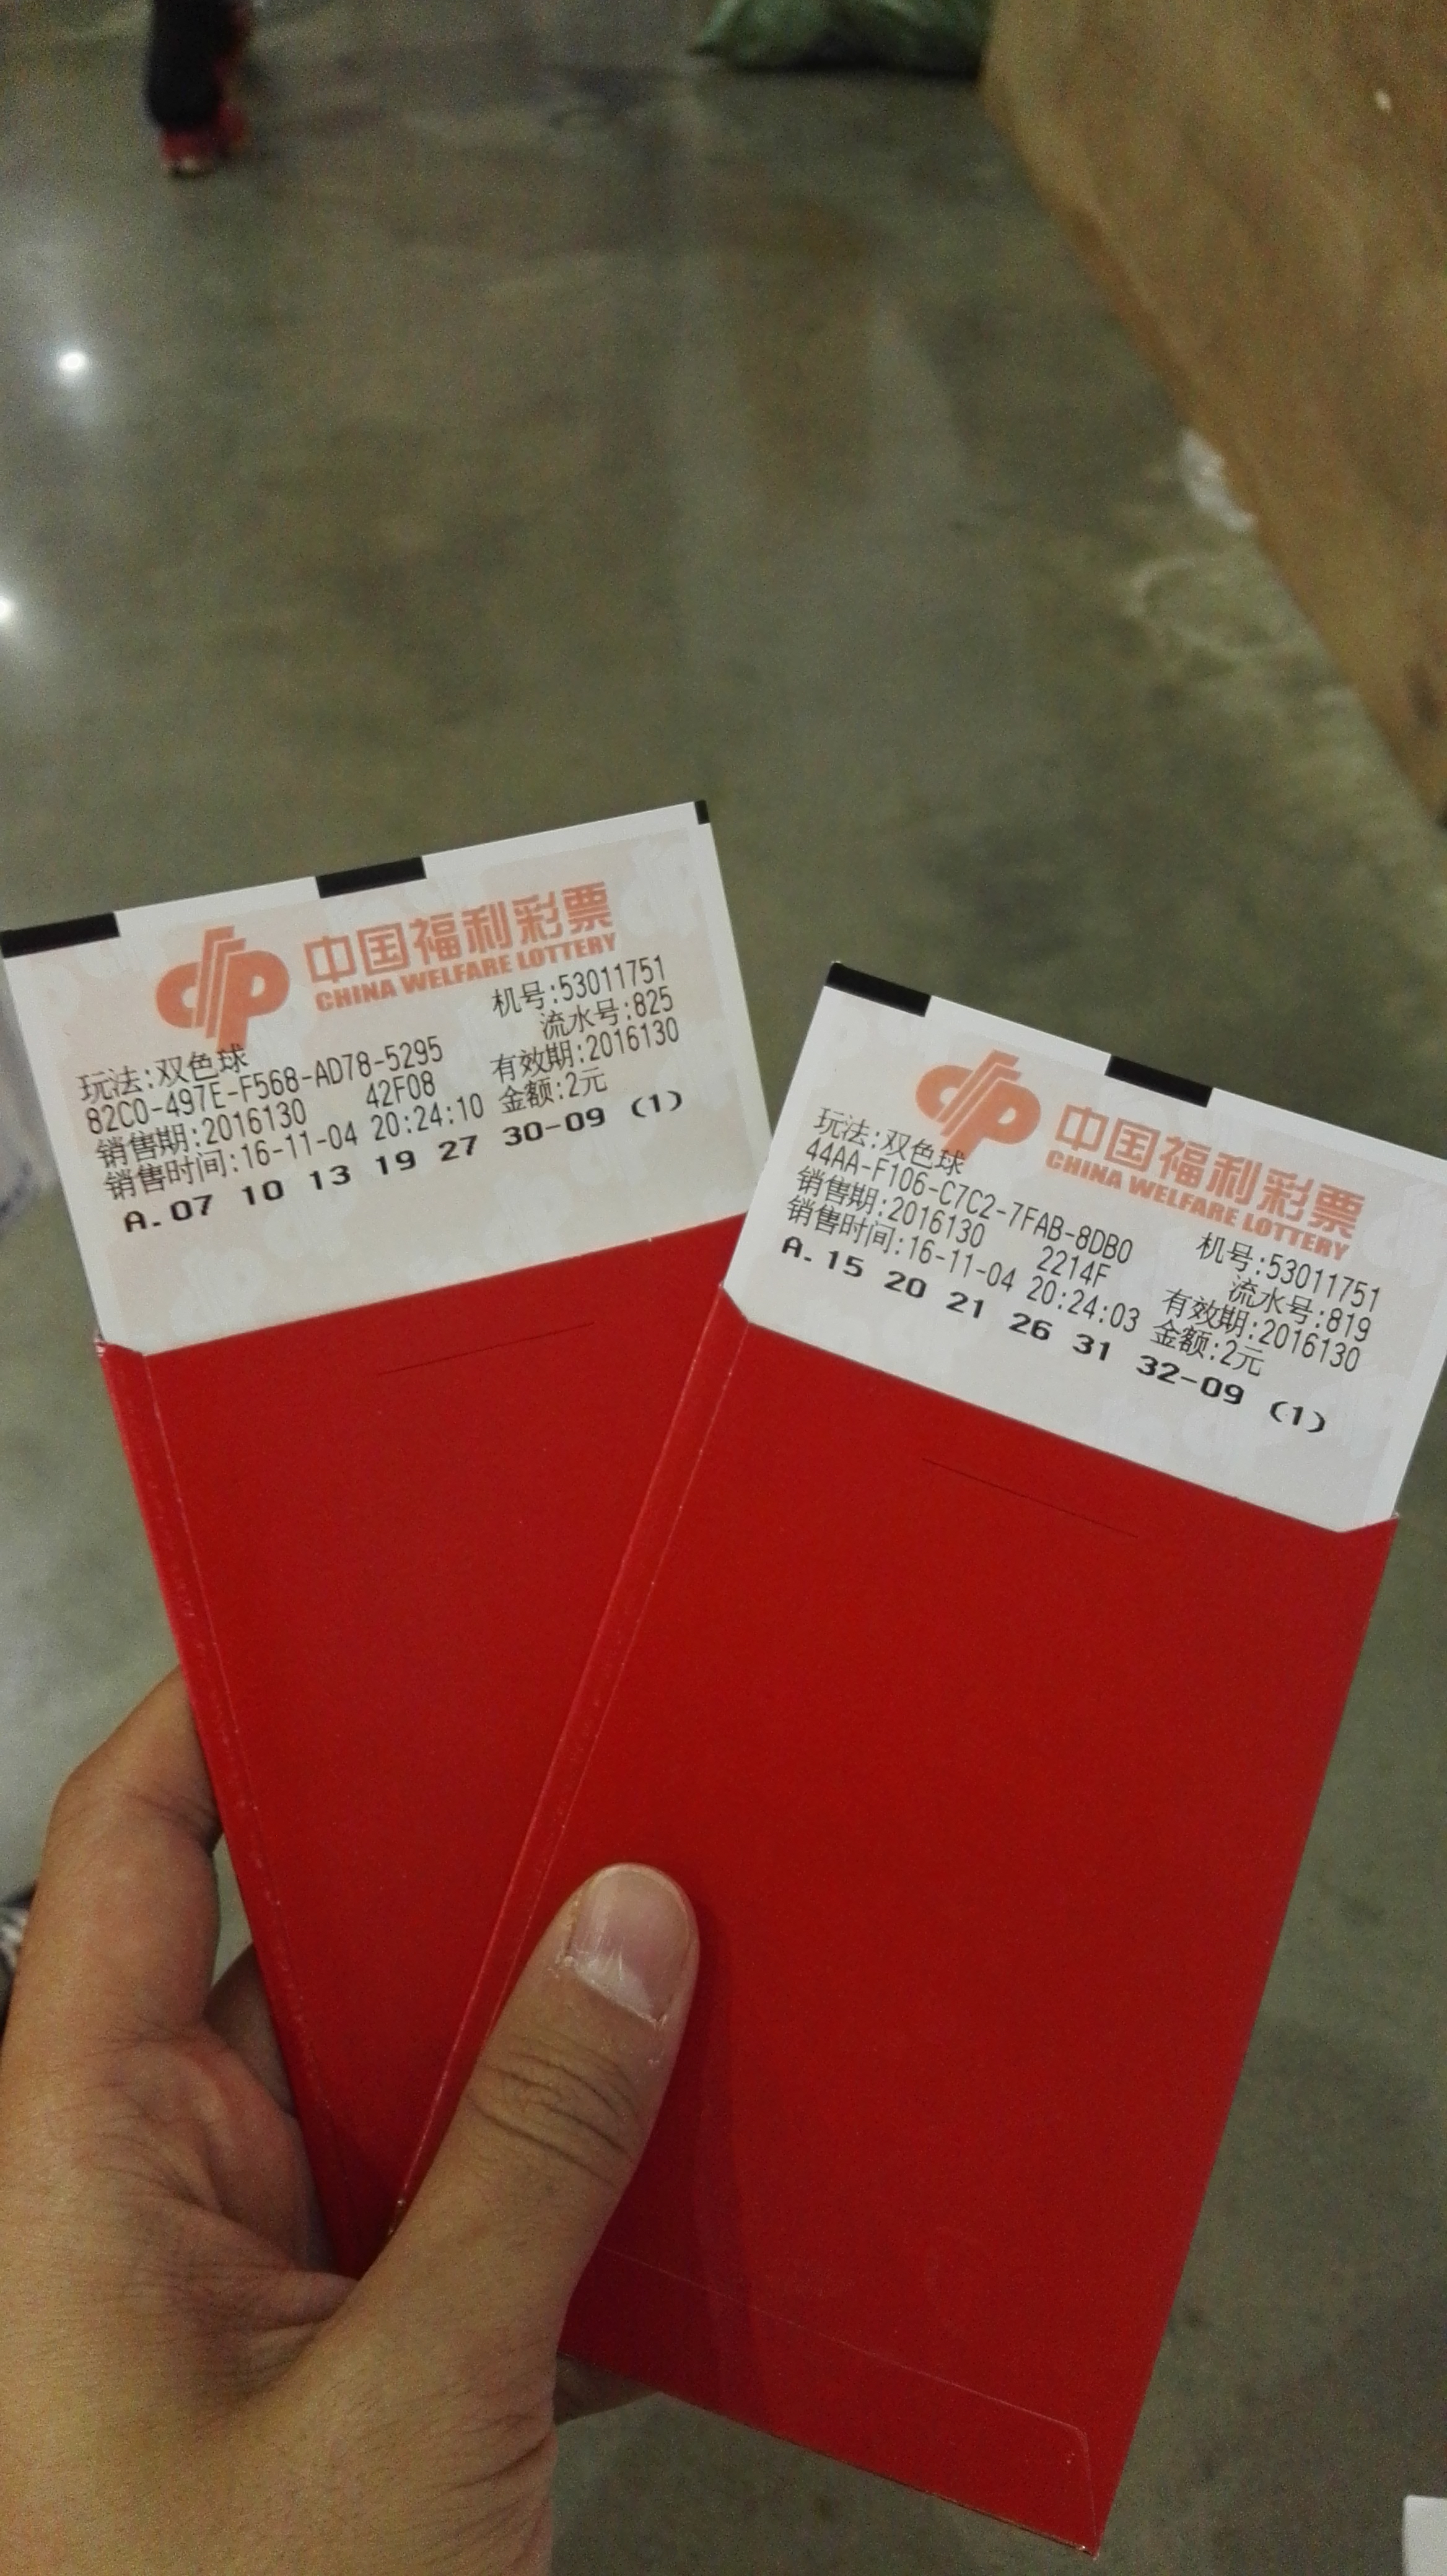 中国福利彩票
CHINA WELFARE LOTTERY
机号:53011751
玩法:双色球 流水号:825
82C0-497E-F568-AD78-5295 有效期:2016130
销售期:2016130 42F08 金额:2元
销售时间:16-11-04 20:24:10
A.07 10 13 19 27 30-09 (1)
中国福利彩票
CHINA WELFARE LOTTERY
玩法:双色球 机号:53011751
44AA-F106-C7C2-7FAB-8DB0 流水号:819
销售期:2016130 2214F 有效期:2016130
销售时间:16-11-04 20:24:03 金额:2元
A.15 20 21 26 31 32-09 (1)